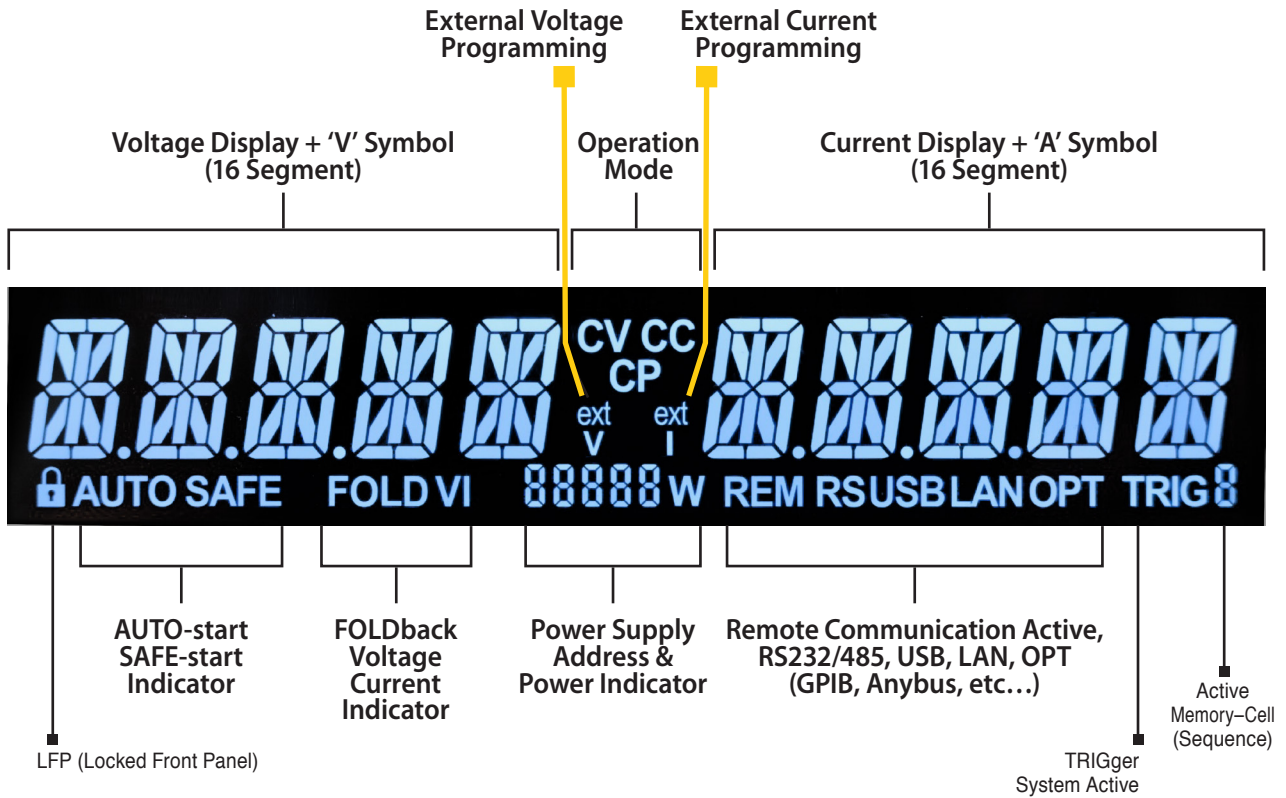 External Voltage
Programming
External Current
Programming
Voltage Display + ‘V’ Symbol
(16 Segment)
Operation
Mode
Current Display + ‘A’ Symbol
(16 Segment)
CV CC
CP
ext
V
ext
I
AUTO SAFE FOLD VI 88888 W REM RS USB LAN OPT TRIG 8
AUTO-start
SAFE-start
Indicator
FOLDback
Voltage
Current
Indicator
Power Supply
Address &
Power Indicator
Remote Communication Active,
RS232/485, USB, LAN, OPT
(GPIB, Anybus, etc…)
LFP (Locked Front Panel)
Active
Memory–Cell
(Sequence)
TRIGger
System Active